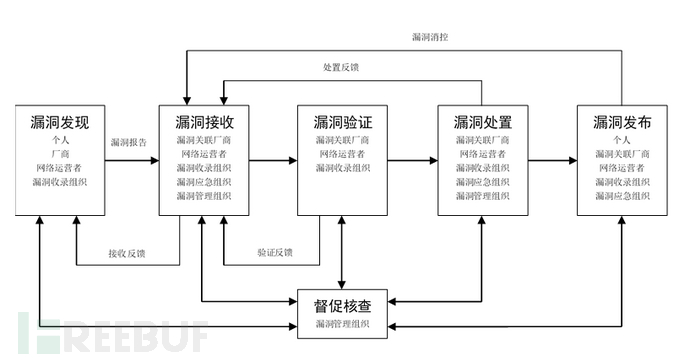 漏洞消控
处置反馈
漏洞发现
个人
厂商
网络运营者
漏洞收录组织
漏洞报告
漏洞接收
漏洞关联厂商
网络运营者
漏洞收录组织
漏洞应急组织
漏洞管理组织
漏洞验证
漏洞关联厂商
网络运营者
漏洞收录组织
漏洞处置
漏洞关联厂商
网络运营者
漏洞收录组织
漏洞应急组织
漏洞管理组织
漏洞发布
个人
漏洞关联厂商
网络运营者
漏洞收录组织
漏洞应急组织
接收反馈
验证反馈
督促核查
漏洞管理组织
FREEBUF